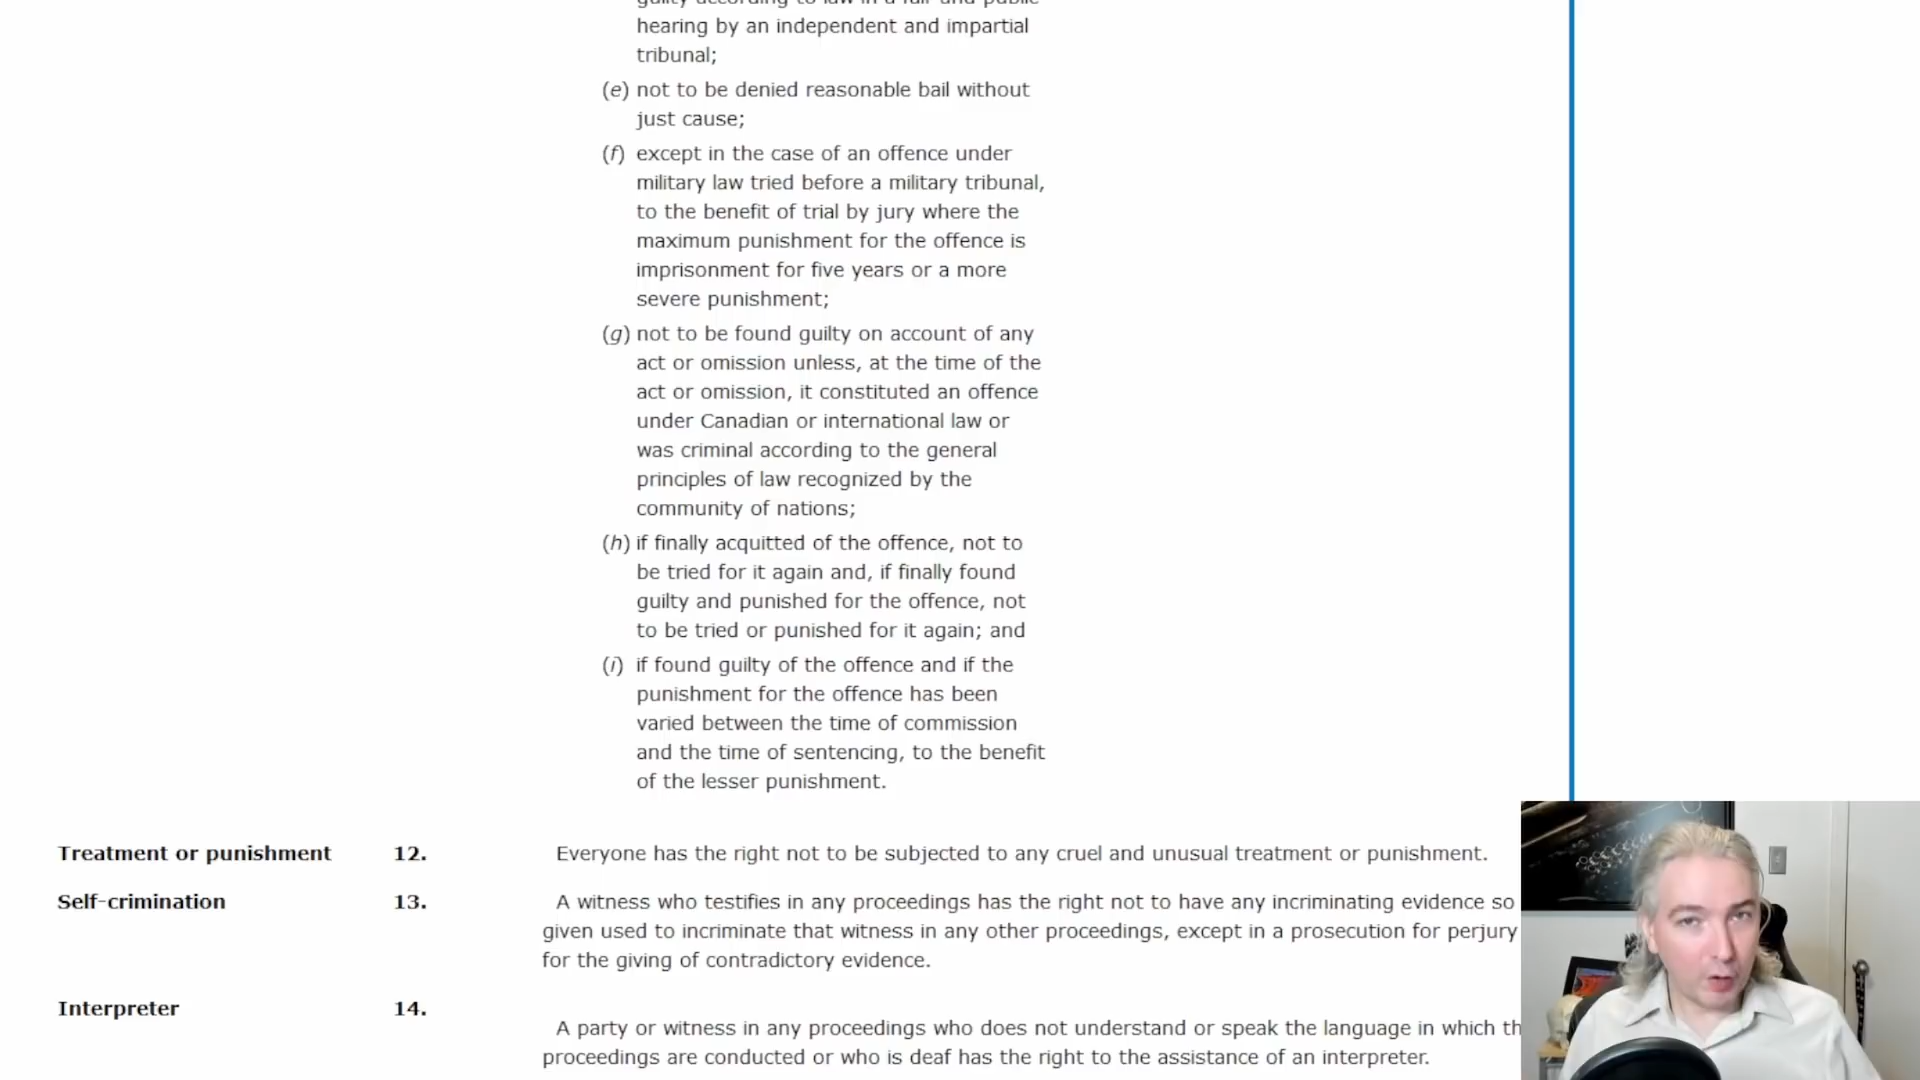 guilty according to law in a fair and public
hearing by an independent and impartial
tribunal;
(e) not to be denied reasonable bail without
just cause;
(f) except in the case of an offence under
military law tried before a military tribunal,
to the benefit of trial by jury where the
maximum punishment for the offence is
imprisonment for five years or a more
severe punishment;
(g) not to be found guilty on account of any
act or omission unless, at the time of the
act or omission, it constituted an offence
under Canadian or international law or
was criminal according to the general
principles of law recognized by the
community of nations;
(h) if finally acquitted of the offence, not to
be tried for it again and, if finally found
guilty and punished for the offence, not
to be tried or punished for it again; and
(i) if found guilty of the offence and if the
punishment for the offence has been
varied between the time of commission
and the time of sentencing, to the benefit
of the lesser punishment.
Treatment or punishment 12. Everyone has the right not to be subjected to any cruel and unusual treatment or punishment.
Self-crimination 13. A witness who testifies in any proceedings has the right not to have any incriminating evidence so
given used to incriminate that witness in any other proceedings, except in a prosecution for perjury
for the giving of contradictory evidence.
Interpreter 14.
A party or witness in any proceedings who does not understand or speak the language in which th
proceedings are conducted or who is deaf has the right to the assistance of an interpreter.